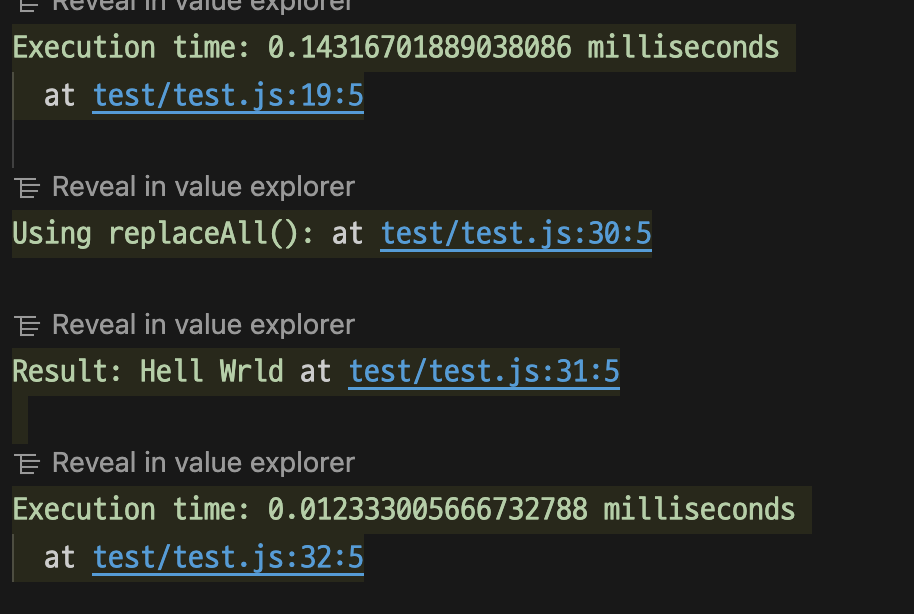 Reveal in value explorer
Execution time: 0.14316701889038086 milliseconds
at test/test.js:19:5
Reveal in value explorer
Using replaceAll(): at test/test.js:30:5
Reveal in value explorer
Result: Hell Wrld at test/test.js:31:5
Reveal in value explorer
Execution time: 0.012333005666732788 milliseconds
at test/test.js:32:5